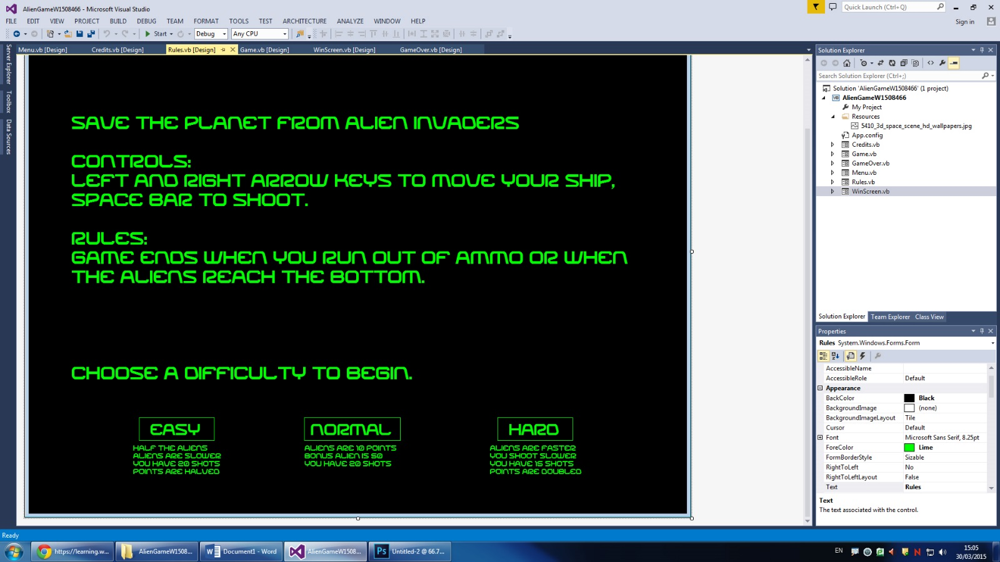 AlienGameW1508466 - Microsoft Visual Studio
Quick Launch (Ctrl+Q)
FILE EDIT VIEW PROJECT BUILD DEBUG TEAM FORMAT TOOLS TEST ARCHITECTURE ANALYZE WINDOW HELP
Sign in
Start Debug Any CPU
Menu.vb [Design] Credits.vb [Design] Rules.vb [Design] Game.vb [Design] WinScreen.vb [Design] GameOver.vb [Design]
Server Explorer
Toolbox
Data Sources
SAVE THE PLANET FROM ALIEN INVADERS
CONTROLS:
LEFT AND RIGHT ARROW KEYS TO MOVE YOUR SHIP,
SPACE BAR TO SHOOT.
RULES:
GAME ENDS WHEN YOU RUN OUT OF AMMO OR WHEN
THE ALIENS REACH THE BOTTOM.
CHOOSE A DIFFICULTY TO BEGIN.
EASY
HALF THE ALIENS
ALIENS ARE SLOWER
YOU HAVE 20 SHOTS
POINTS ARE HALVED
NORMAL
ALIENS ARE 10 POINTS
BONUS ALIEN IS 50
YOU HAVE 20 SHOTS
HARD
ALIENS ARE FASTER
YOU SHOOT SLOWER
YOU HAVE 15 SHOTS
POINTS ARE DOUBLED
Solution Explorer
Search Solution Explorer (Ctrl+;)
Solution 'AlienGameW1508466' (1 project)
VB AlienGameW1508466
My Project
Resources
5410_3d_space_scene_hd_wallpapers.jpg
App.config
Credits.vb
Game.vb
GameOver.vb
Menu.vb
Rules.vb
WinScreen.vb
Solution Explorer Team Explorer Class View
Properties
Rules System.Windows.Forms.Form
AccessibleName
AccessibleRole Default
Appearance
BackColor Black
BackgroundImage (none)
BackgroundImageLayout Tile
Cursor Default
Font Microsoft Sans Serif, 8.25pt
ForeColor Lime
FormBorderStyle Sizable
RightToLeft No
RightToLeftLayout False
Text Rules
Text
The text associated with the control.
Ready
https://learning.w... AlienGameW1508... Document1 - Word AlienGameW1508... Ps Untitled-2 @ 66.7...
EN
15:05
30/03/2015